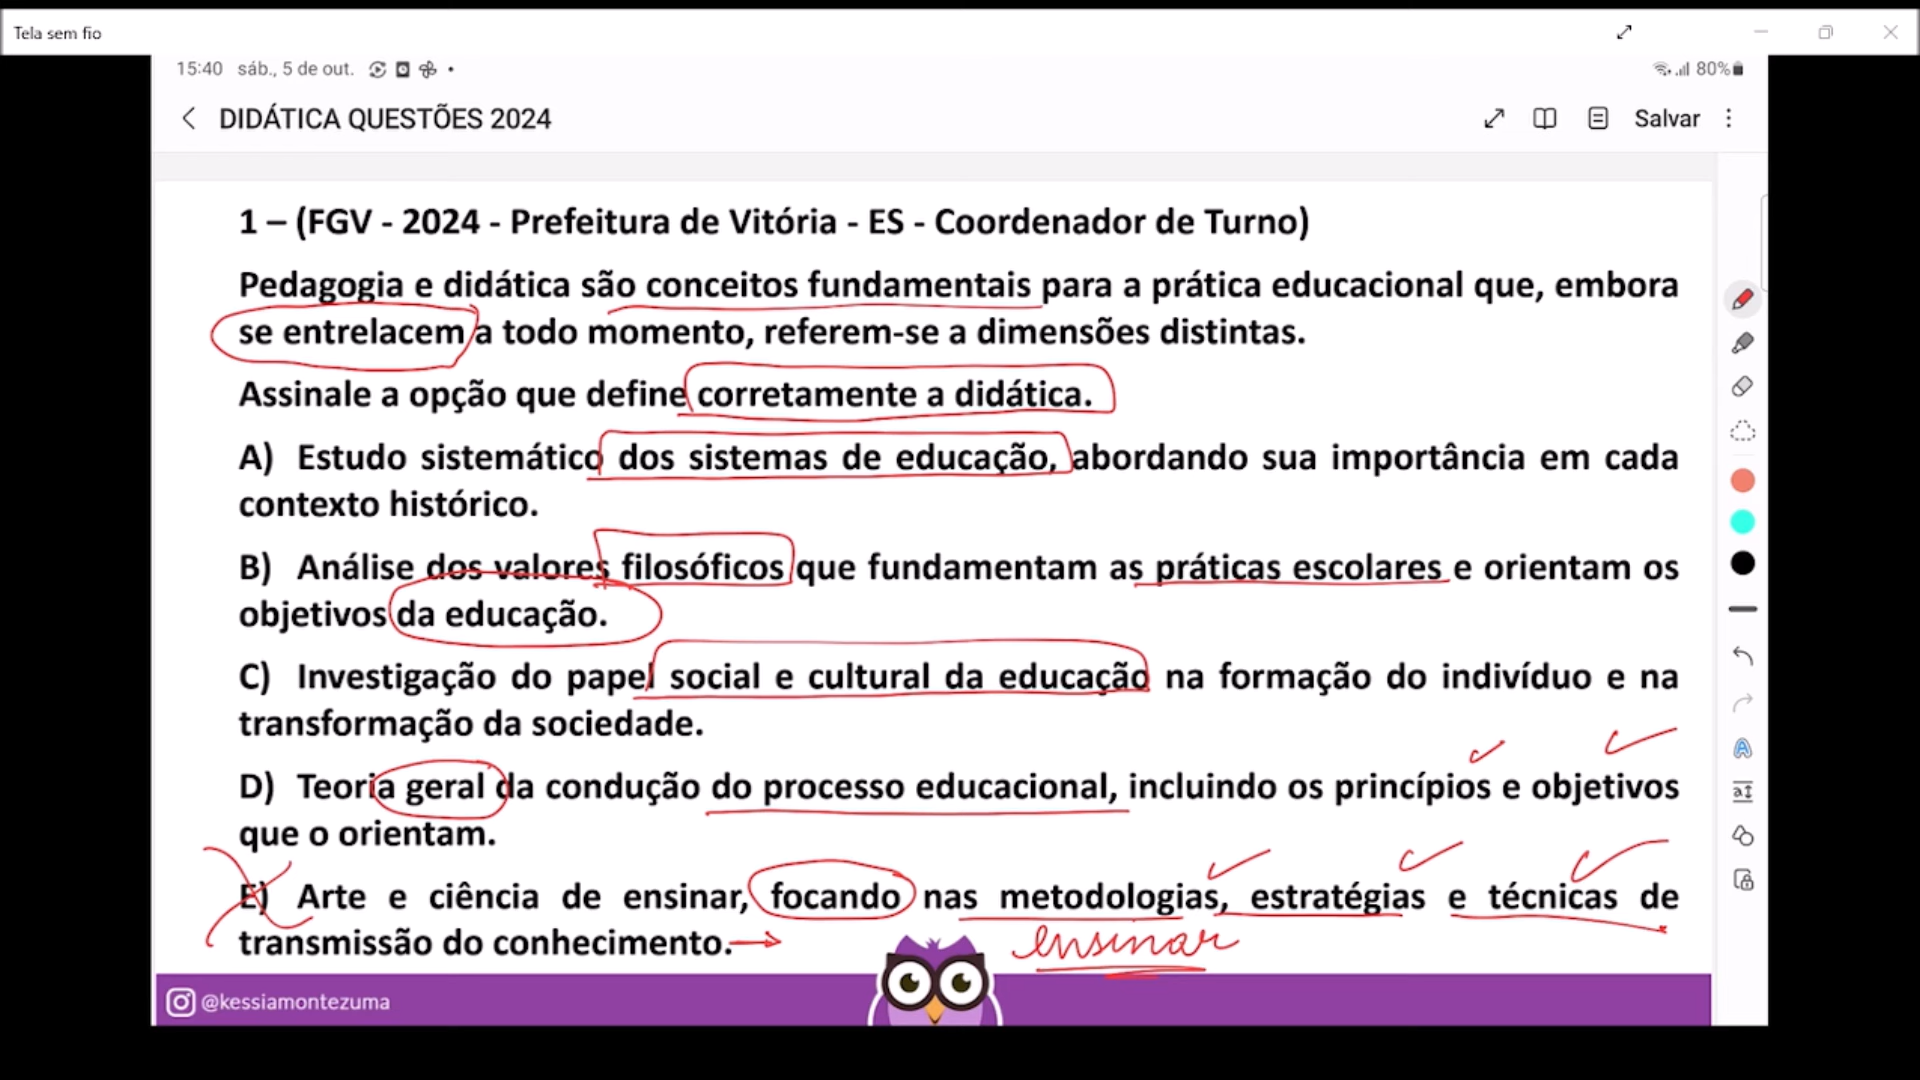 Tela sem fio
15:40 sáb., 5 de out. 80%
DIDÁTICA QUESTÕES 2024 Salvar
1 – (FGV - 2024 - Prefeitura de Vitória - ES - Coordenador de Turno)
Pedagogia e didática são conceitos fundamentais para a prática educacional que, embora
se entrelacem a todo momento, referem-se a dimensões distintas.
Assinale a opção que define corretamente a didática.
A) Estudo sistemático dos sistemas de educação, abordando sua importância em cada
contexto histórico.
B) Análise dos valores filosóficos que fundamentam as práticas escolares e orientam os
objetivos da educação.
C) Investigação do papel social e cultural da educação na formação do indivíduo e na
transformação da sociedade.
D) Teoria geral da condução do processo educacional, incluindo os princípios e objetivos
que o orientam.
E) Arte e ciência de ensinar, focando nas metodologias, estratégias e técnicas de
transmissão do conhecimento.
ensinar
@kessiamontezuma